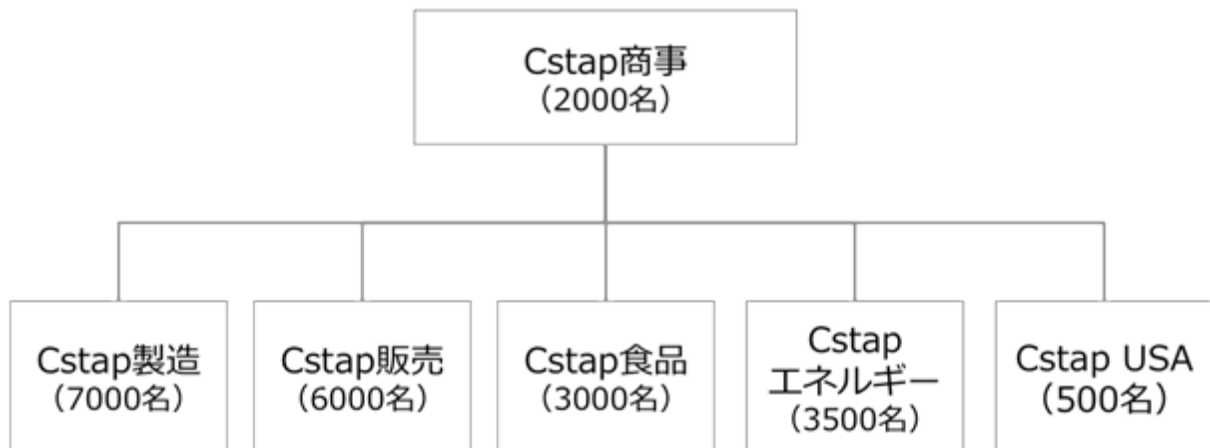 Cstap商事
（2000名）
Cstap製造
（7000名）
Cstap販売
（6000名）
Cstap食品
（3000名）
Cstap
エネルギー
（3500名）
Cstap USA
（500名）